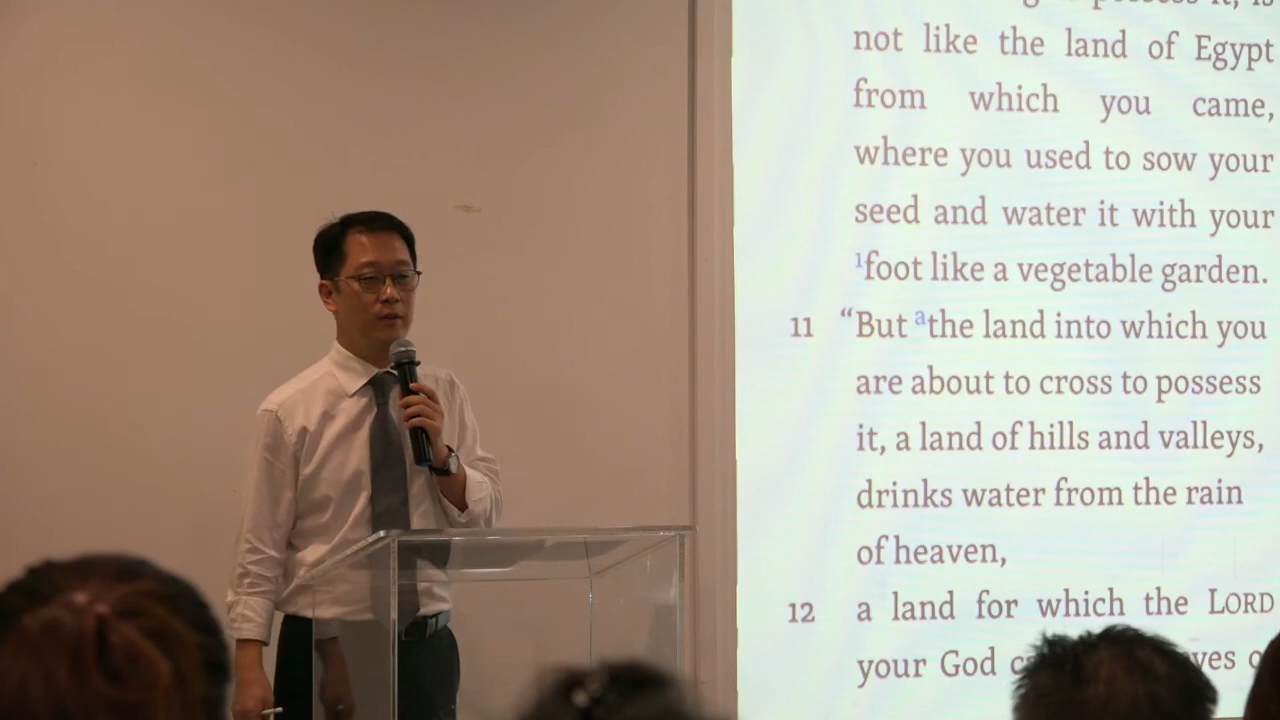 possess it, is
not like the land of Egypt
from which you came,
where you used to sow your
seed and water it with your
1foot like a vegetable garden.
11 “But athe land into which you
are about to cross to possess
it, a land of hills and valleys,
drinks water from the rain
of heaven,
12 a land for which the LORD
your God